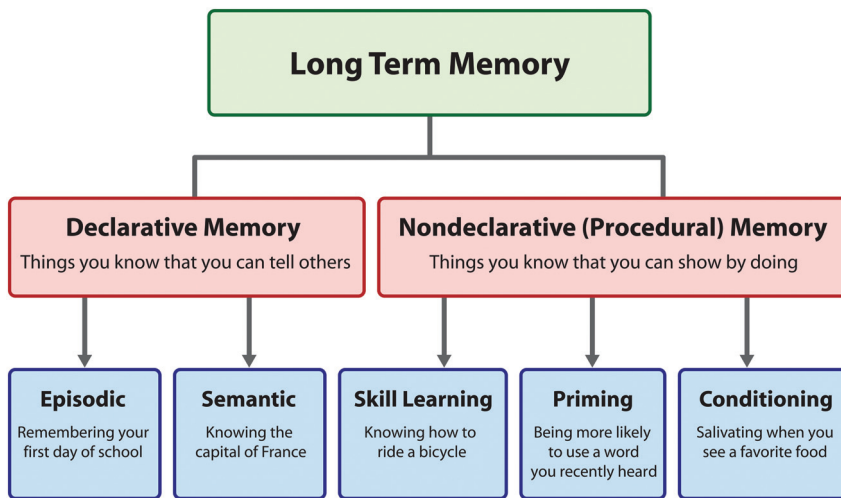 Long Term Memory
Declarative Memory
Things you know that you can tell others
Nondeclarative (Procedural) Memory
Things you know that you can show by doing
Episodic
Remembering your
first day of school
Semantic
Knowing the
capital of France
Skill Learning
Knowing how to
ride a bicycle
Priming
Being more likely
to use a word
you recently heard
Conditioning
Salivating when you
see a favorite food